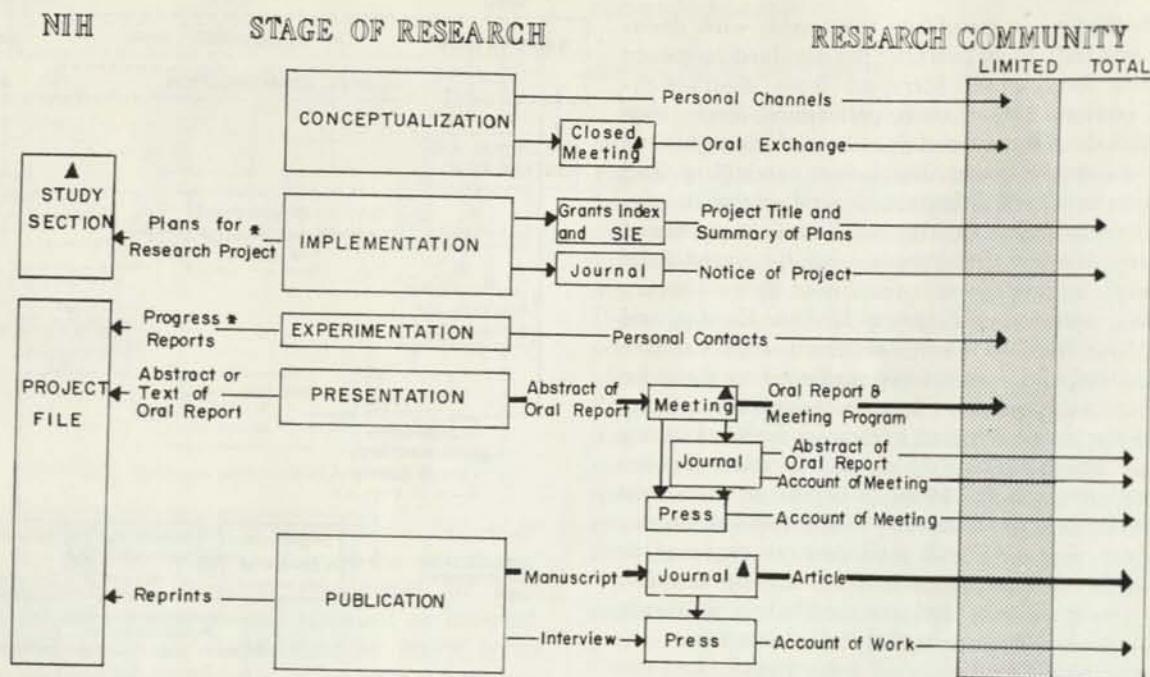 NIH
STAGE OF RESEARCH
RESEARCH COMMUNITY
LIMITED
TOTAL
CONCEPTUALIZATION
Personal Channels
Closed
Meeting
Oral Exchange
STUDY
SECTION
Plans for *
Research Project
IMPLEMENTATION
Grants Index
and SIE
Project Title and
Summary of Plans
Journal
Notice of Project
PROJECT
FILE
Progress *
Reports
EXPERIMENTATION
Personal Contacts
Abstract or
Text of
Oral Report
PRESENTATION
Abstract of
Oral Report
Meeting
Oral Report &
Meeting Program
Journal
Abstract of
Oral Report
Account of Meeting
Press
Account of Meeting
Reprints
PUBLICATION
Manuscript
Journal
Article
Interview
Press
Account of Work